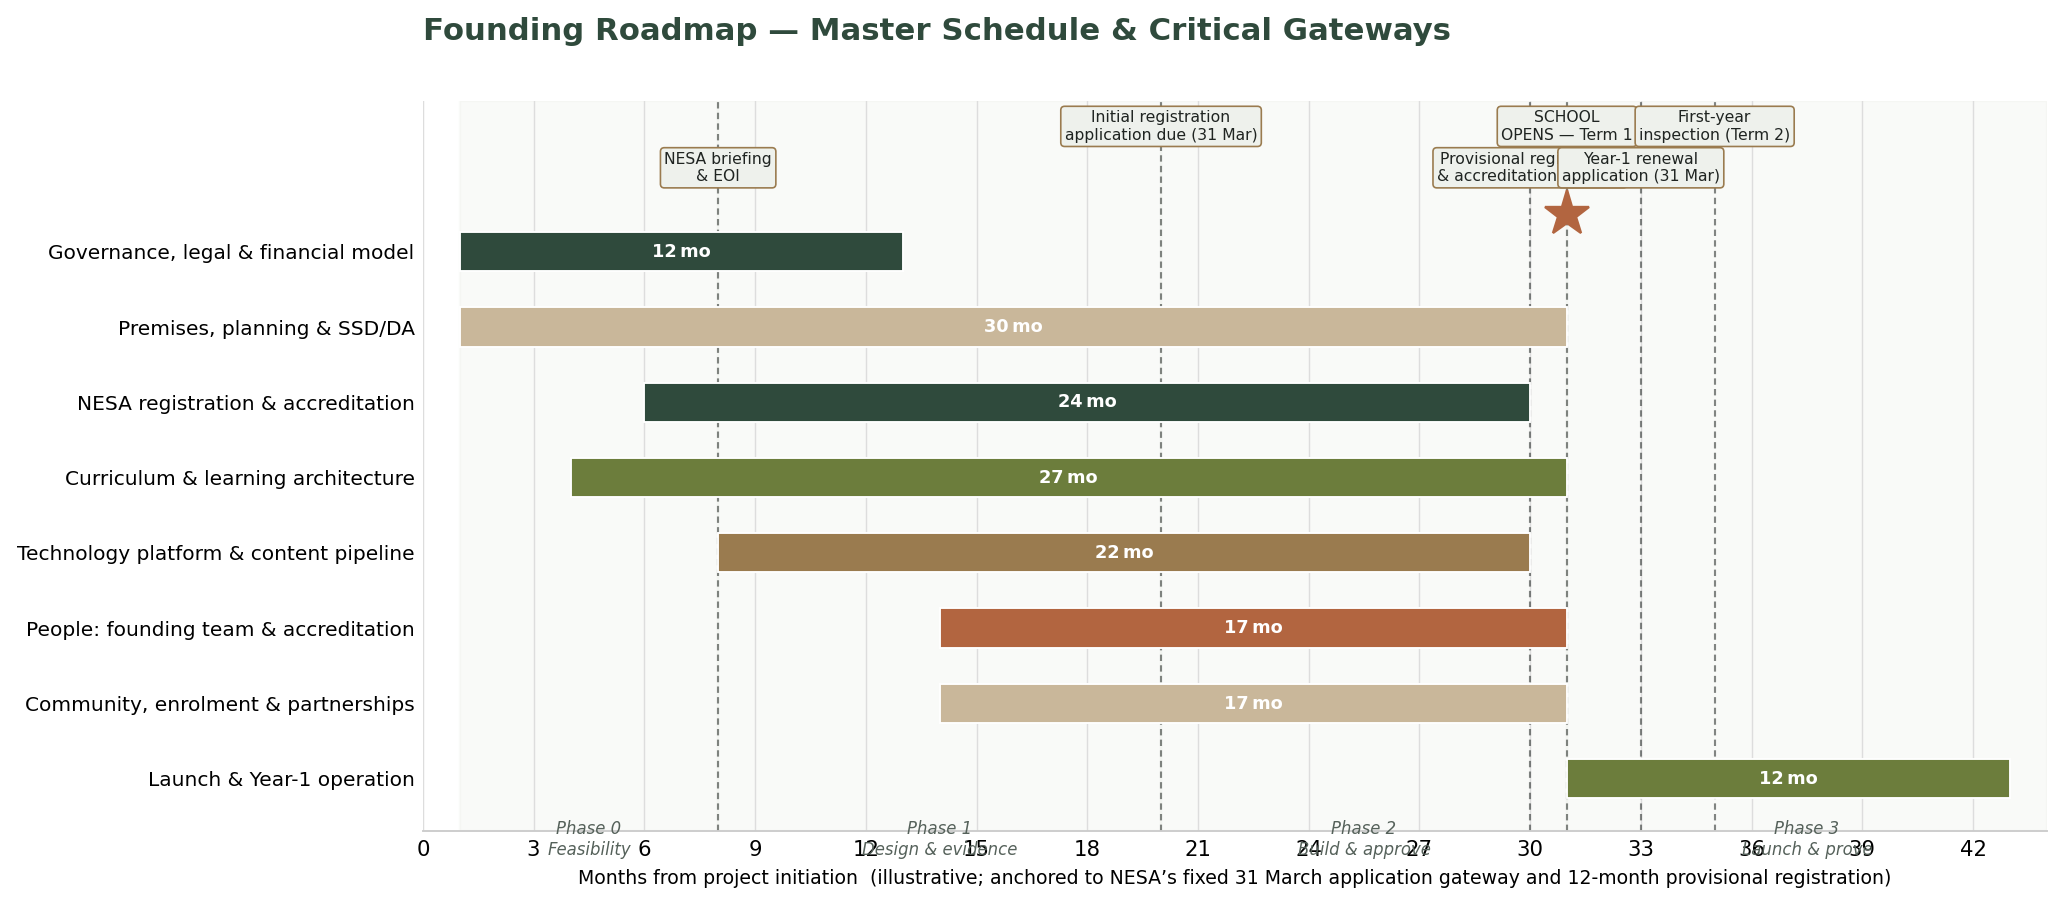 Founding Roadmap — Master Schedule & Critical Gateways
Initial registration
application due (31 Mar)
SCHOOL
OPENS — Term 1
First-year
inspection (Term 2)
NESA briefing
& EOI
Provisional reg
& accreditation
Year-1 renewal
application (31 Mar)
Governance, legal & financial model
12 mo
Premises, planning & SSD/DA
30 mo
NESA registration & accreditation
24 mo
Curriculum & learning architecture
27 mo
Technology platform & content pipeline
22 mo
People: founding team & accreditation
17 mo
Community, enrolment & partnerships
17 mo
Launch & Year-1 operation
12 mo
Phase 0
Feasibility
Phase 1
Design & evidence
Phase 2
Build & approve
Phase 3
Launch & prove
0 3 6 9 12 15 18 21 24 27 30 33 36 39 42
Months from project initiation (illustrative; anchored to NESA’s fixed 31 March application gateway and 12-month provisional registration)